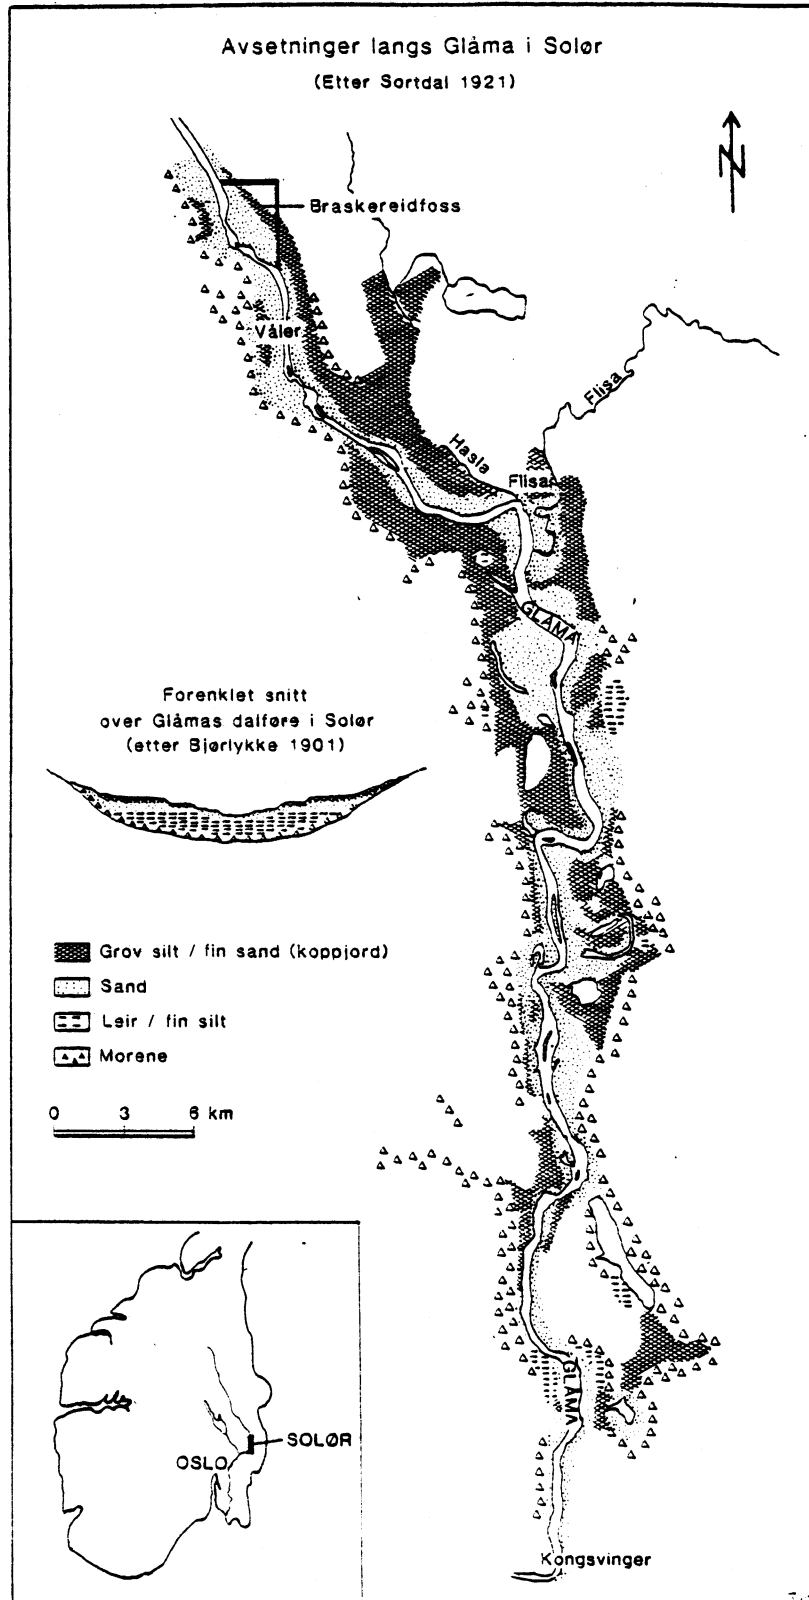 Avsetninger langs Glåma i Solør
(Etter Sortdal 1921)
N
Braskereidfoss
Våler
Flisa
Hasla
Flisa
GLÅMA
Forenklet snitt
over Glåmas dalføre i Solør
(etter Bjørlykke 1901)
Grov silt / fin sand (koppjord)
Sand
Leir / fin silt
Morene
0 3 6 km
GLÅMA
SOLØR
OSLO
Kongsvinger